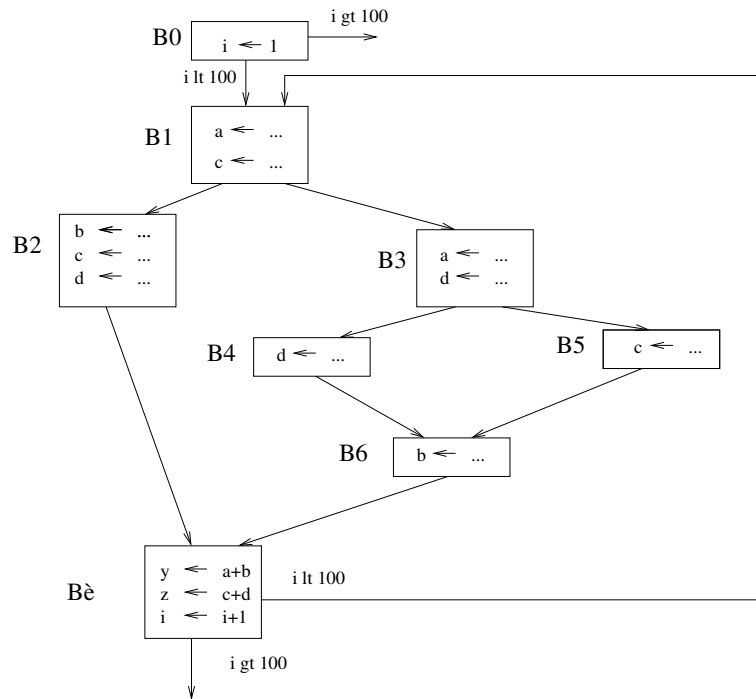 i gt 100
B0
i ← 1
i lt 100
B1
a ← ...
c ← ...
B2
b ← ...
c ← ...
d ← ...
B3
a ← ...
d ← ...
B4
d ← ...
B5
c ← ...
B6
b ← ...
Bè
y ← a+b
z ← c+d
i ← i+1
i lt 100
i gt 100